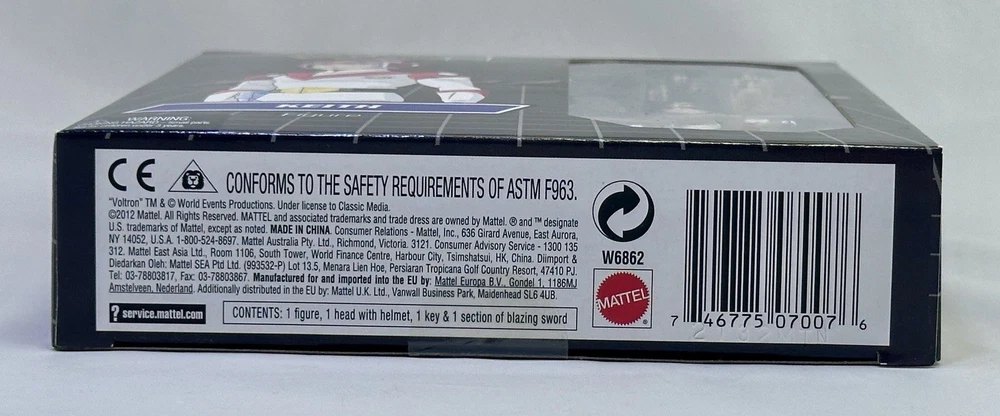 KEITH
Figure
WARNING:
CE
CONFORMS TO THE SAFETY REQUIREMENTS OF ASTM F963.
"Voltron" TM & © World Events Productions. Under license to Classic Media.
©2012 Mattel. All Rights Reserved. MATTEL and associated trademarks and trade dress are owned by Mattel. ® and ™ designate
U.S. trademarks of Mattel, except as noted. MADE IN CHINA. Consumer Relations - Mattel, Inc., 636 Girard Avenue, East Aurora,
NY 14052, U.S.A. 1-800-524-8697. Mattel Australia Pty. Ltd., Richmond, Victoria. 3121. Consumer Advisory Service - 1300 135
312. Mattel East Asia Ltd., Room 1106, South Tower, World Finance Centre, Harbour City, Tsimshatsui, HK, China. Diimport &
Diedarkan Oleh: Mattel SEA Ptd Ltd. (993532-P) Lot 13.5, Menara Lien Hoe, Persiaran Tropicana Golf Country Resort, 47410 PJ.
Tel: 03-78803817, Fax: 03-78803867. Manufactured for and imported into the EU by: Mattel Europa B.V., Gondel 1, 1186MJ
Amstelveen, Nederland. Additionally distributed in the EU by: Mattel U.K. Ltd., Vanwall Business Park, Maidenhead SL6 4UB.
? service.mattel.com
CONTENTS: 1 figure, 1 head with helmet, 1 key & 1 section of blazing sword
W6862
MATTEL
7 46775 07007 6